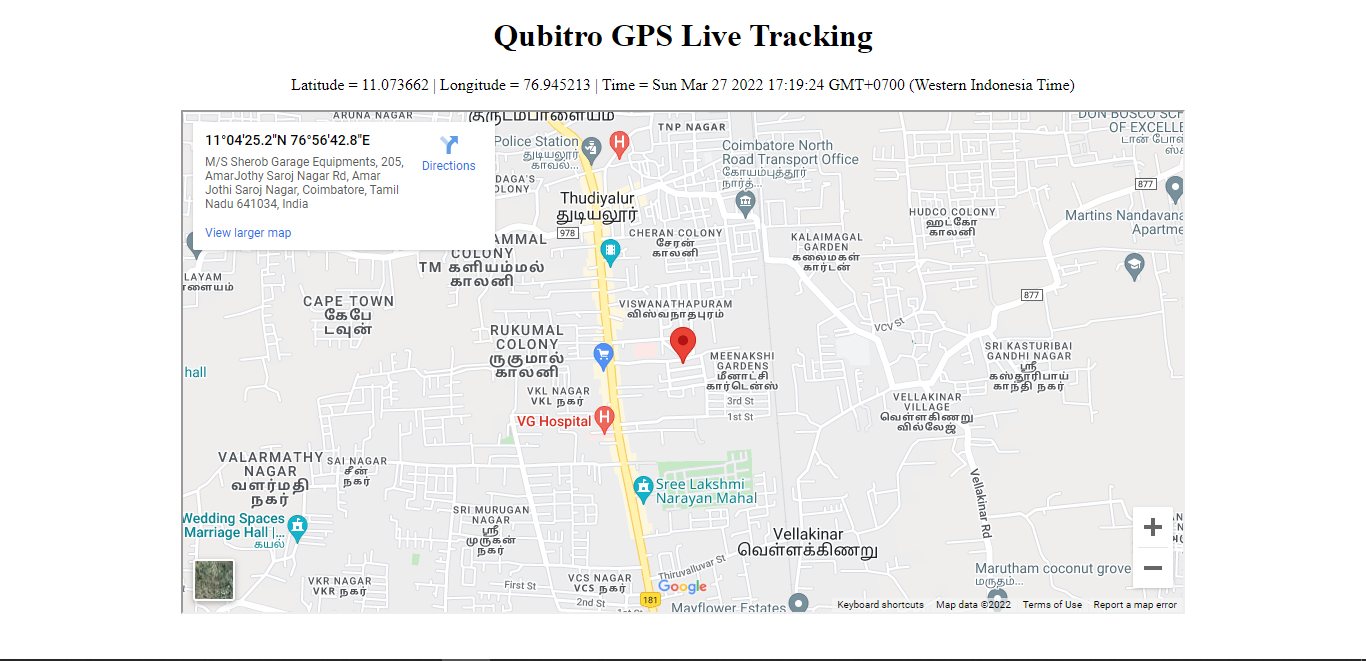 Qubitro GPS Live Tracking
Latitude = 11.073662 | Longitude = 76.945213 | Time = Sun Mar 27 2022 17:19:24 GMT+0700 (Western Indonesia Time)
11°04'25.2"N 76°56'42.8"E
M/S Sherob Garage Equipments, 205,
AmarJothy Saroj Nagar Rd, Amar
Jothi Saroj Nagar, Coimbatore, Tamil
Nadu 641034, India
Directions
View larger map
ARUNA NAGAR
TNP NAGAR
DON BOSCO SCH
OF EXCELLE
டான் போஸ்
Police Station
துடியலூர்
காவல்...
H
Coimbatore North
Road Transport Office
கோயம்புத்தூர்
நார்த்...
DAGA'S
COLONY
Thudiyalur
துடியலூர்
978
877
Martins Nandavana
Apartme
HUDCO COLONY
ஹட்கோ
காலனி
CHERAN COLONY
சேரன்
காலனி
KALAIMAGAL
GARDEN
கலைமகள்
கார்டன்
AMMAL
COLONY
TM களியம்மல்
காலனி
LAYAM
ளையம்
CAPE TOWN
கேபே
டவுன்
877
VISWANATHAPURAM
விஸ்வநாதபுரம்
VCV St
RUKUMAL
COLONY
ருகுமால்
காலனி
MEENAKSHI
GARDENS
மீனாட்சி
கார்டென்ஸ்
SRI KASTURIBAI
GANDHI NAGAR
ஸ்ரீ
கஸ்தூரிபாய்
காந்தி நகர்
hall
VKL NAGAR
VKL நகர்
3rd St
1st St
VELLAKINAR
VILLAGE
வெள்ளகிணறு
வில்லேஜ்
VG Hospital
H
VALARMATHY
NAGAR
வளர்மதி
நகர்
SAI NAGAR
சீன்
நகர்
Sree Lakshmi
Narayan Mahal
Vellakinar Rd
Wedding Spaces
Marriage Hall |...
கயல்
SRI MURUGAN
NAGAR
ஸ்ரீ
முருகன்
நகர்
Vellakinar
வெள்ளக்கிணறு
Thiruvalluvar St
Marutham coconut grove
மருதம்...
VKR NAGAR
VKR நகர்
First St
VCS NAGAR
VCS நகர்
2nd St
1st St
Google
181
Mayflower Estates
Keyboard shortcuts
Map data ©2022
Terms of Use
Report a map error